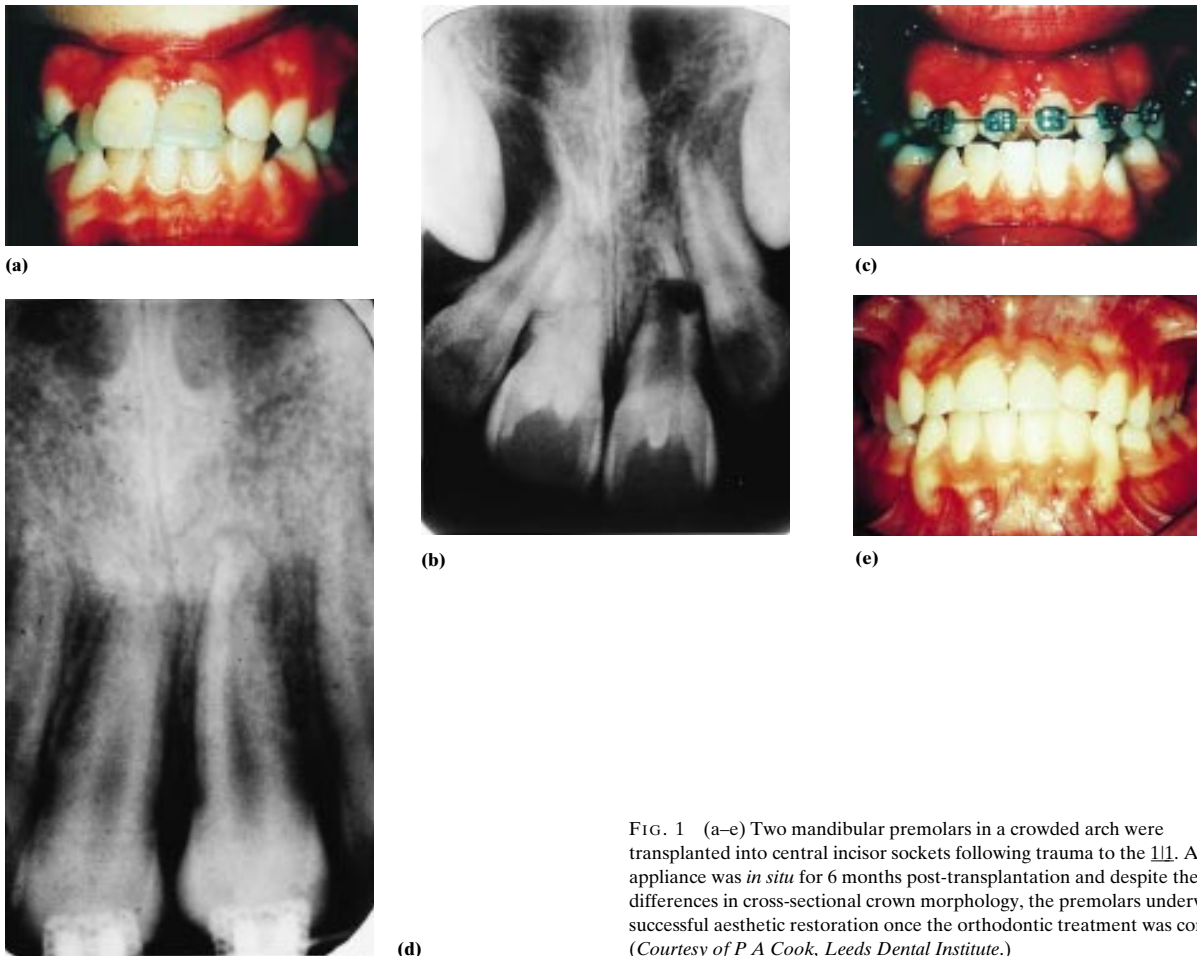 (a)
(b)
(c)
(d)
(e)
FIG. 1 (a–e) Two mandibular premolars in a crowded arch were
transplanted into central incisor sockets following trauma to the 1|1. A
appliance was in situ for 6 months post-transplantation and despite the
differences in cross-sectional crown morphology, the premolars underw
successful aesthetic restoration once the orthodontic treatment was co
(Courtesy of P A Cook, Leeds Dental Institute.)